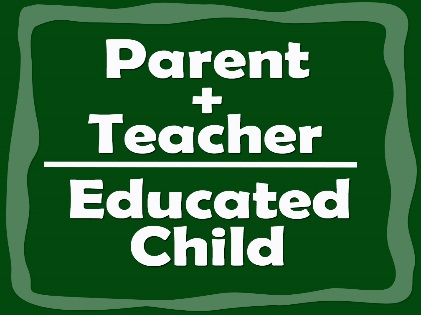 Parent
+
Teacher
Educated
Child